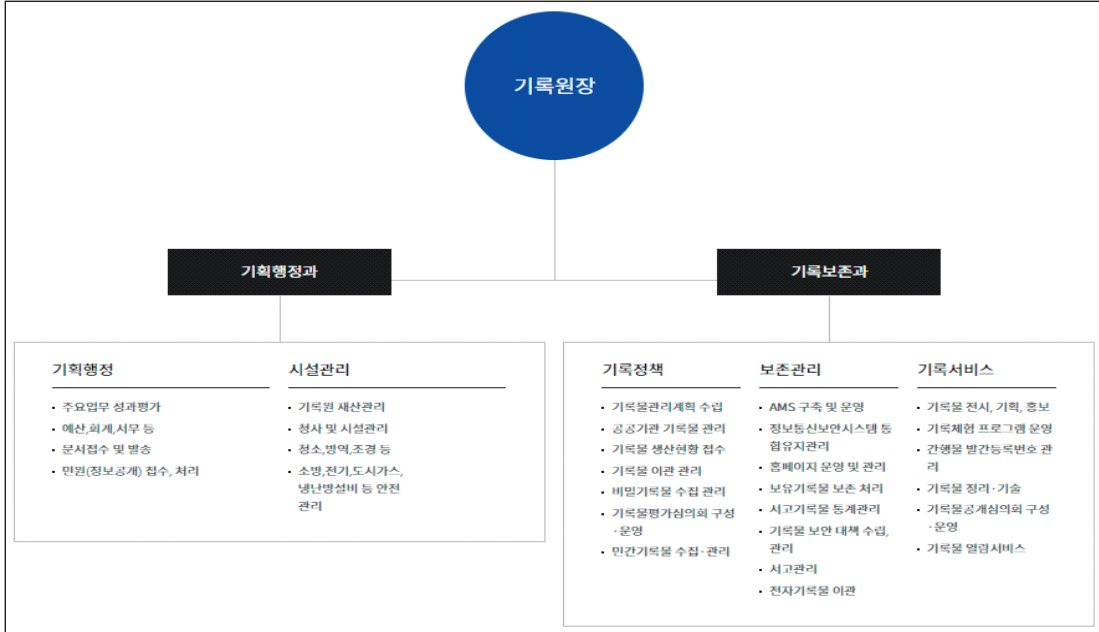 기록원장
기획행정과
기록보존과
기획행정
· 주요업무 성과평가
· 예산,회계,서무 등
· 문서접수 및 발송
· 민원(정보공개) 접수, 처리
시설관리
· 기록원 재산관리
· 청사 및 시설관리
· 청소,방역,조경 등
· 소방,전기,도시가스,
냉난방설비 등 안전
관리
기록정책
· 기록물관리계획 수립
· 공공기관 기록물 관리
· 기록물 생산현황 접수
· 기록물 이관 관리
· 비밀기록물 수집 관리
· 기록물평가심의회 구성
·운영
· 민간기록물 수집·관리
보존관리
· AMS 구축 및 운영
· 정보통신보안시스템 통
합유지관리
· 홈페이지 운영 및 관리
· 보유기록물 보존 처리
· 서고기록물 통계관리
· 기록물 보안 대책 수립,
관리
· 서고관리
· 전자기록물 이관
기록서비스
· 기록물 전시, 기획, 홍보
· 기록체험 프로그램 운영
· 간행물 발간등록번호 관
리
· 기록물 정리·기술
· 기록물공개심의회 구성
·운영
· 기록물 열람서비스